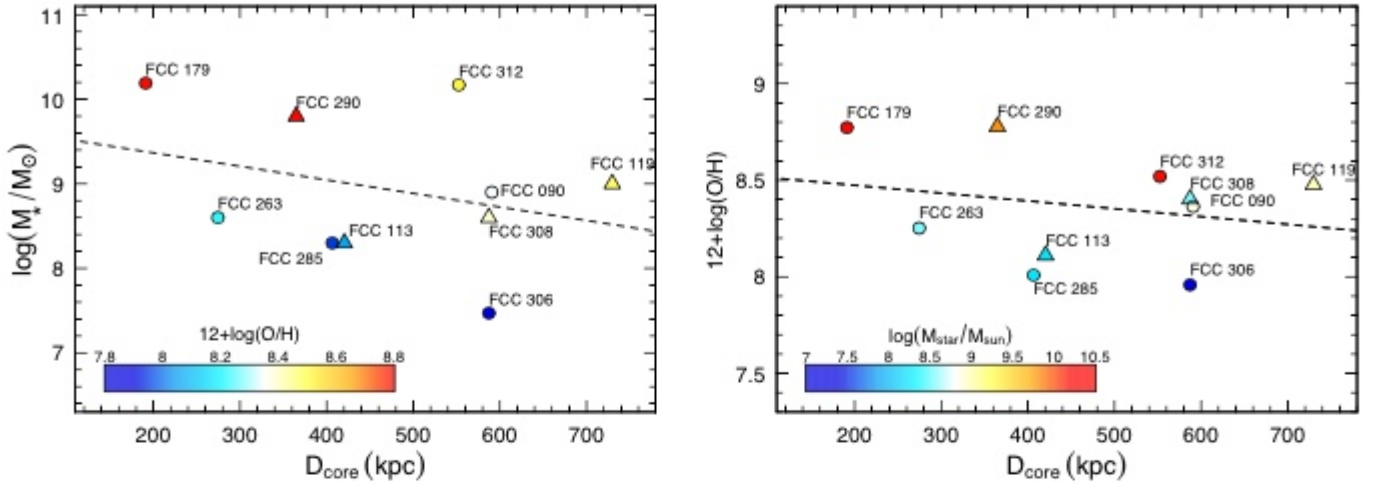 11
10
9
8
7
log(M⋆/M⊙)
FCC 179
FCC 312
FCC 290
FCC 119
FCC 090
FCC 263
FCC 308
FCC 113
FCC 285
FCC 306
12+log(O/H)
7.8 8 8.2 8.4 8.6 8.8
200 300 400 500 600 700
D_core (kpc)
9
8.5
8
7.5
12+log(O/H)
FCC 179
FCC 290
FCC 312
FCC 119
FCC 308
FCC 090
FCC 263
FCC 113
FCC 306
FCC 285
log(M_star/M_sun)
7 7.5 8 8.5 9 9.5 10 10.5
200 300 400 500 600 700
D_core (kpc)